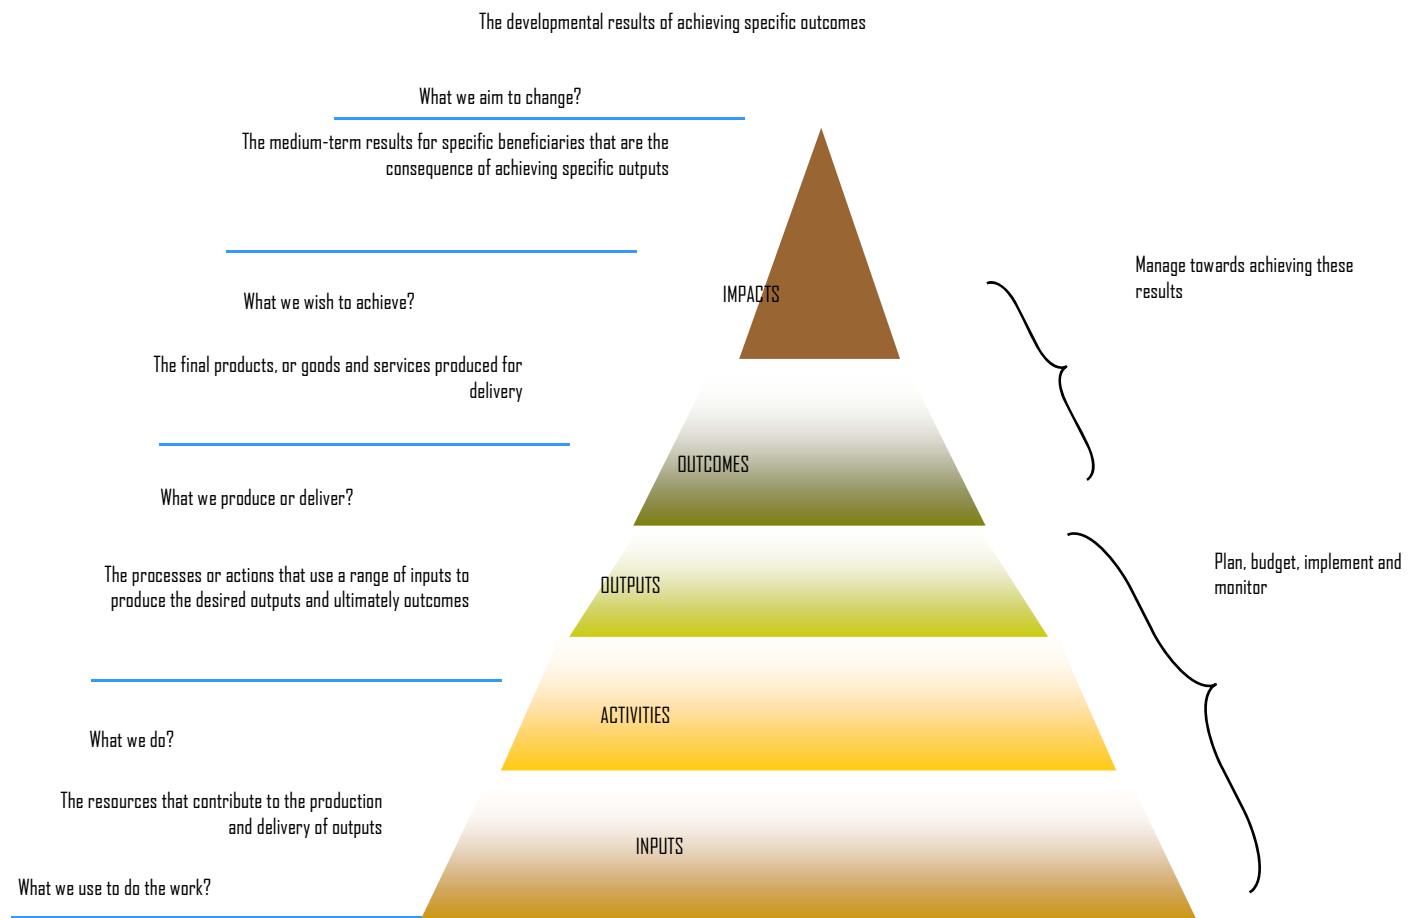 The developmental results of achieving specific outcomes
What we aim to change?
The medium-term results for specific beneficiaries that are the
consequence of achieving specific outputs
Manage towards achieving these
results
IMPACTS
What we wish to achieve?
The final products, or goods and services produced for
delivery
OUTCOMES
What we produce or deliver?
Plan, budget, implement and
monitor
The processes or actions that use a range of inputs to
produce the desired outputs and ultimately outcomes
OUTPUTS
ACTIVITIES
What we do?
The resources that contribute to the production
and delivery of outputs
INPUTS
What we use to do the work?